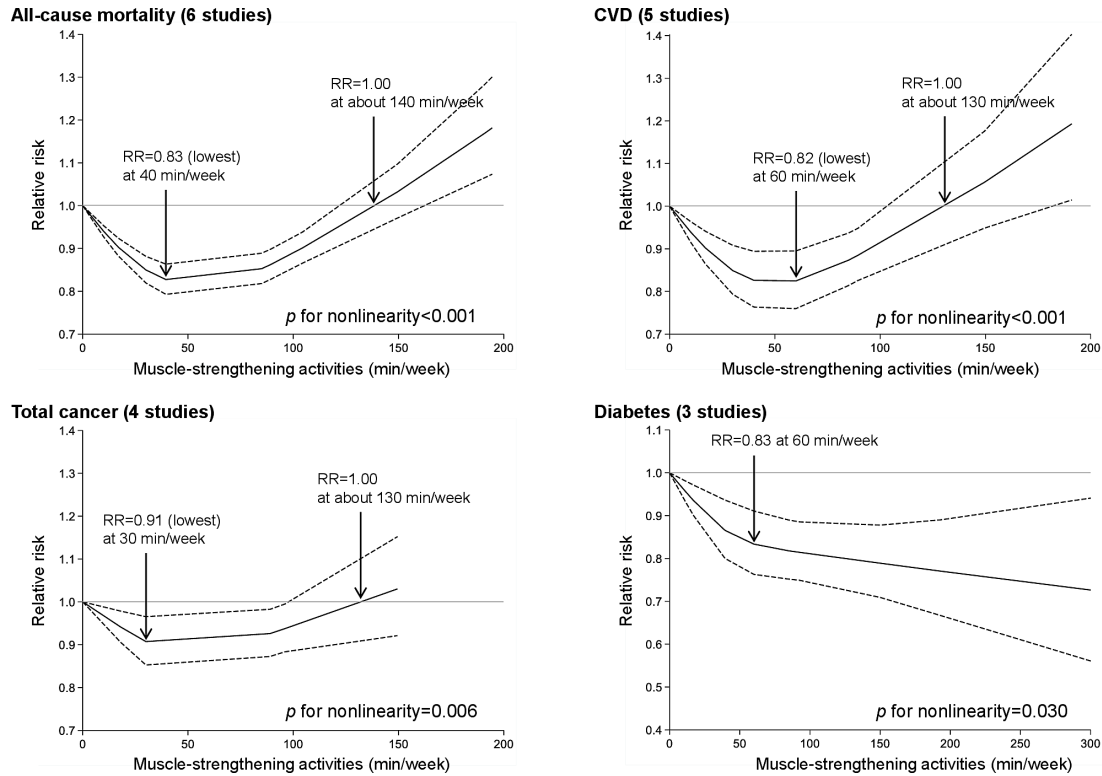 All-cause mortality (6 studies)
1.4
1.3
1.2
1.1
1.0
0.9
0.8
0.7
Relative risk
RR=1.00
at about 140 min/week
RR=0.83 (lowest)
at 40 min/week
p for nonlinearity<0.001
0 50 100 150 200
Muscle-strengthening activities (min/week)
CVD (5 studies)
1.4
1.3
1.2
1.1
1.0
0.9
0.8
0.7
Relative risk
RR=1.00
at about 130 min/week
RR=0.82 (lowest)
at 60 min/week
p for nonlinearity<0.001
0 50 100 150 200
Muscle-strengthening activities (min/week)
Total cancer (4 studies)
1.4
1.3
1.2
1.1
1.0
0.9
0.8
0.7
Relative risk
RR=1.00
at about 130 min/week
RR=0.91 (lowest)
at 30 min/week
p for nonlinearity=0.006
0 50 100 150 200
Muscle-strengthening activities (min/week)
Diabetes (3 studies)
1.1
1.0
0.9
0.8
0.7
0.6
0.5
0.4
Relative risk
RR=0.83 at 60 min/week
p for nonlinearity=0.030
0 50 100 150 200 250 300
Muscle-strengthening activities (min/week)